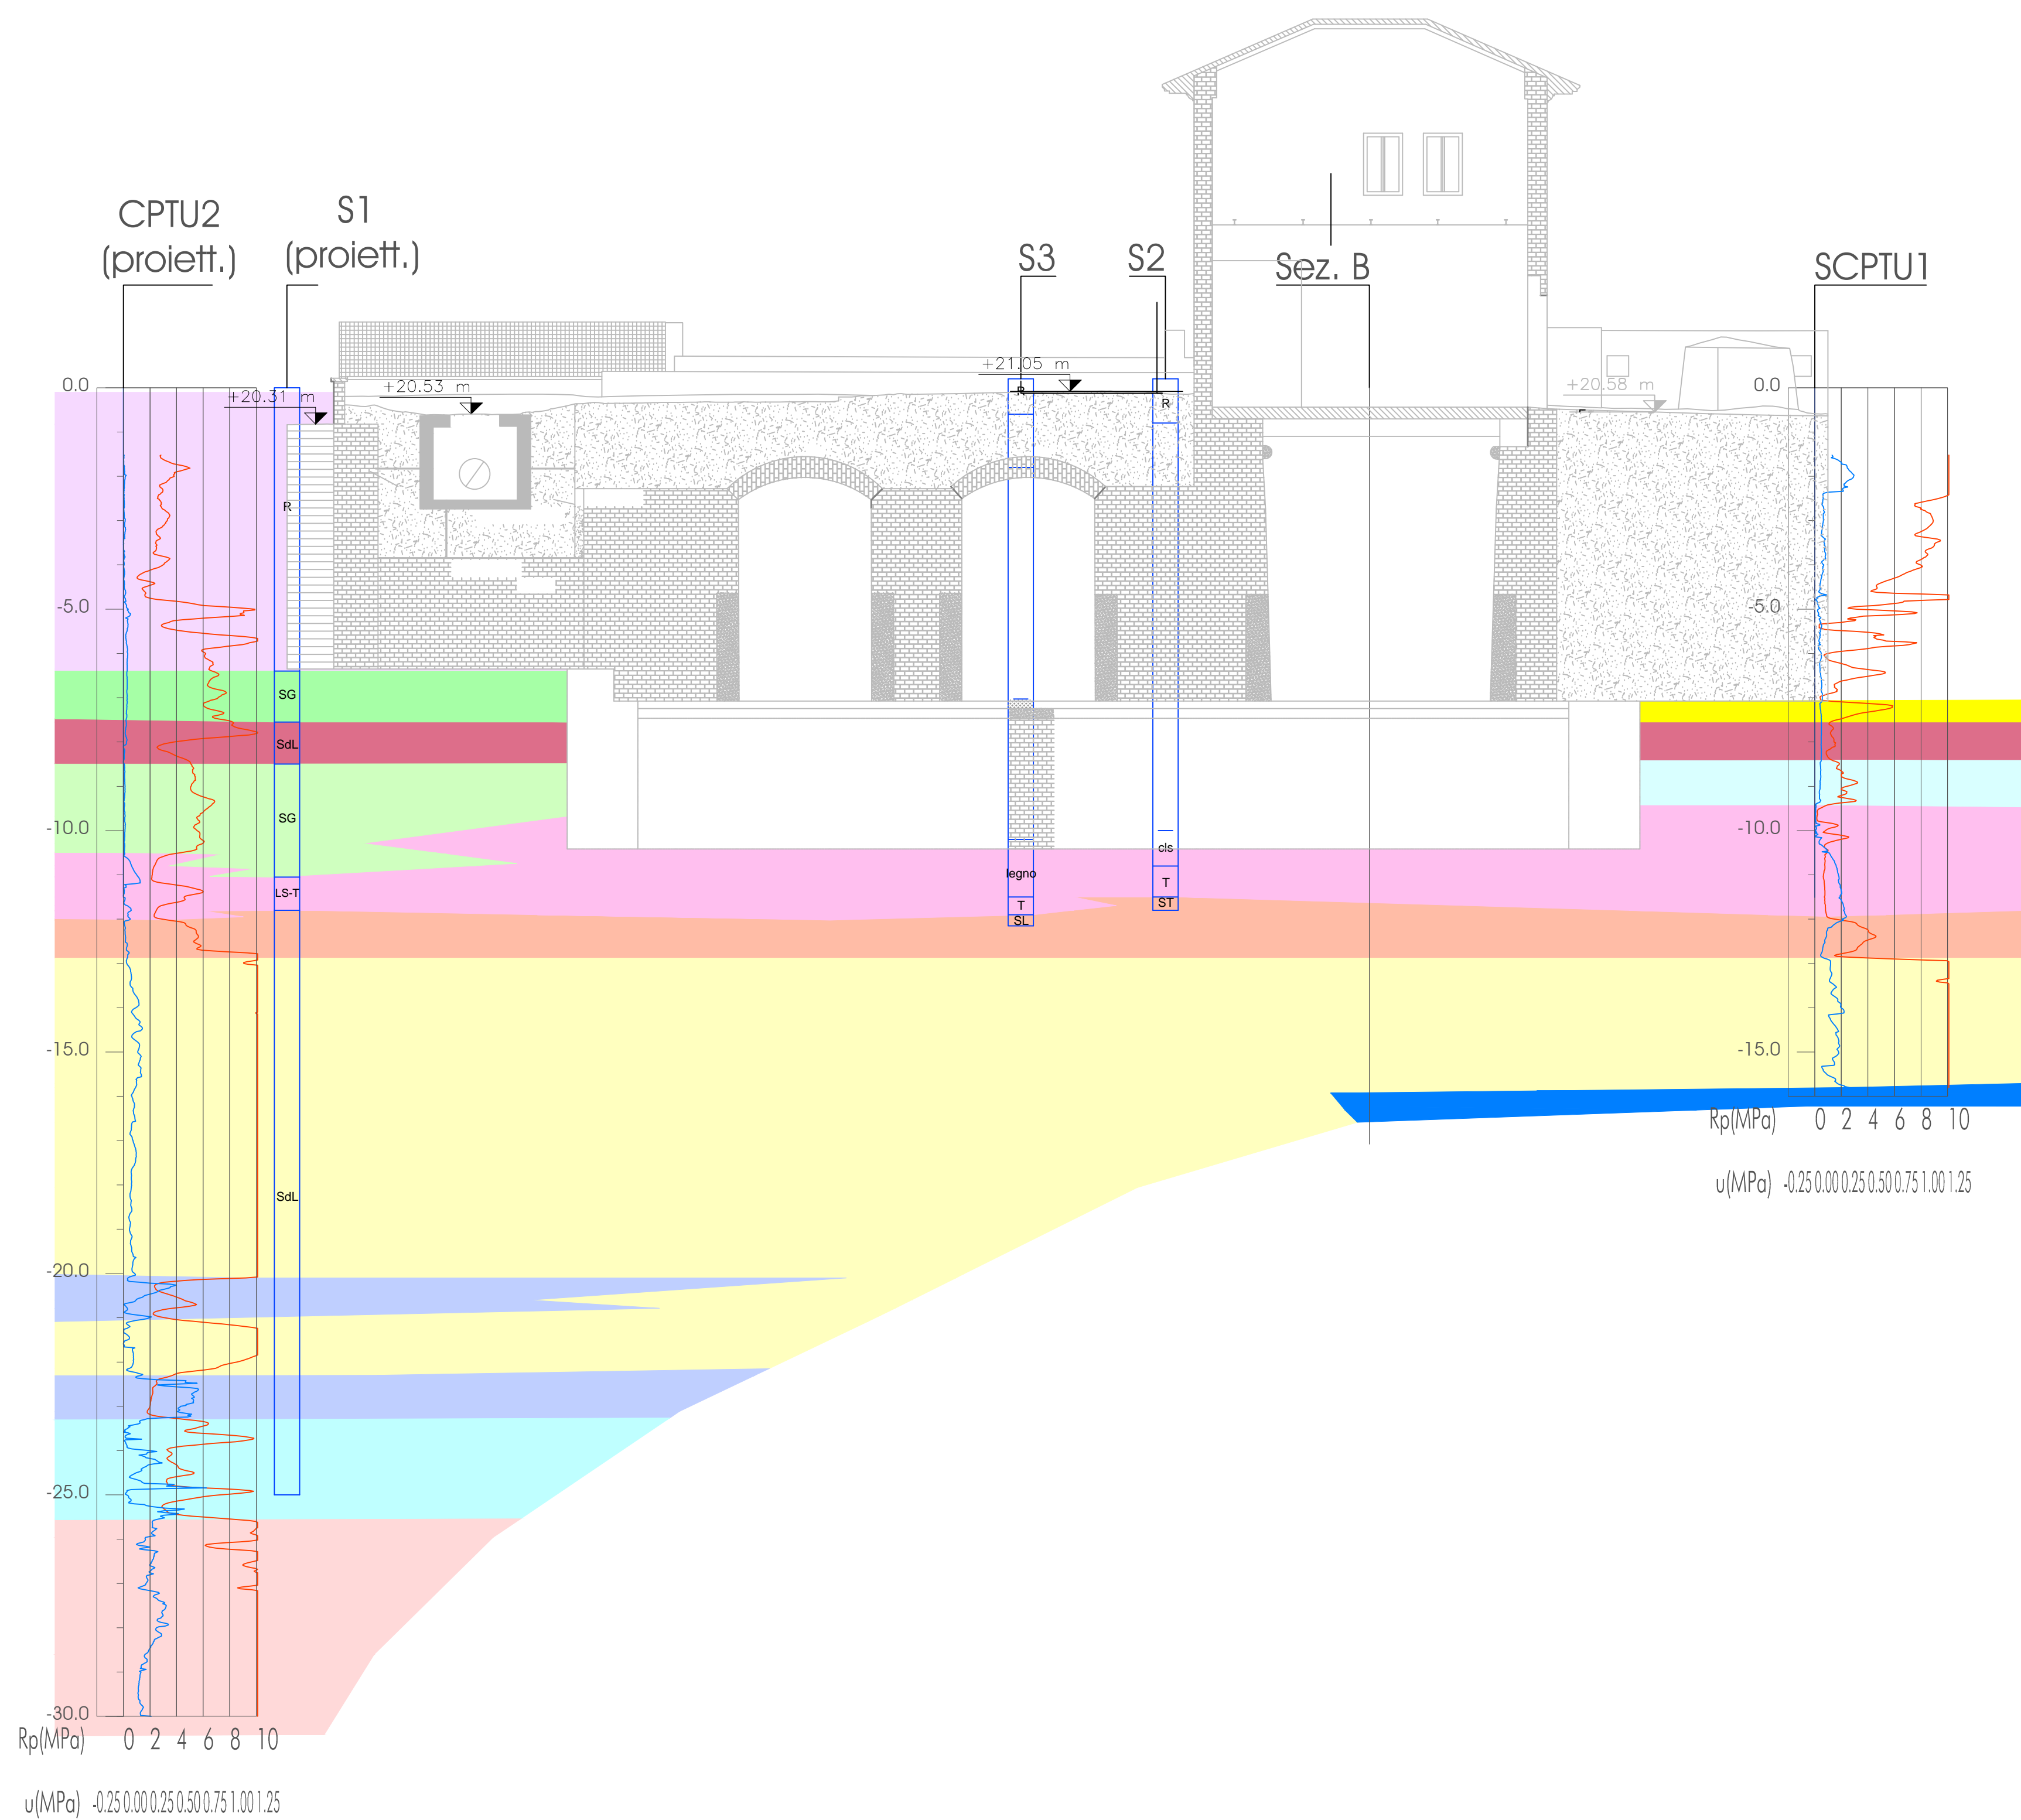 CPTU2
(proiett.)
S1
(proiett.)
S3
S2
Sez. B
SCPTU1
+20.31 m
+20.53 m
+21.05 m
+20.58 m
0.0
-5.0
-10.0
-15.0
-20.0
-25.0
-30.0
R
SG
SdL
SG
LS-T
SdL
R
legno
T
SL
R
cls
T
ST
0.0
-5.0
-10.0
-15.0
Rp(MPa) 0 2 4 6 8 10
u(MPa) -0.25 0.00 0.25 0.50 0.75 1.00 1.25
Rp(MPa) 0 2 4 6 8 10
u(MPa) -0.25 0.00 0.25 0.50 0.75 1.00 1.25